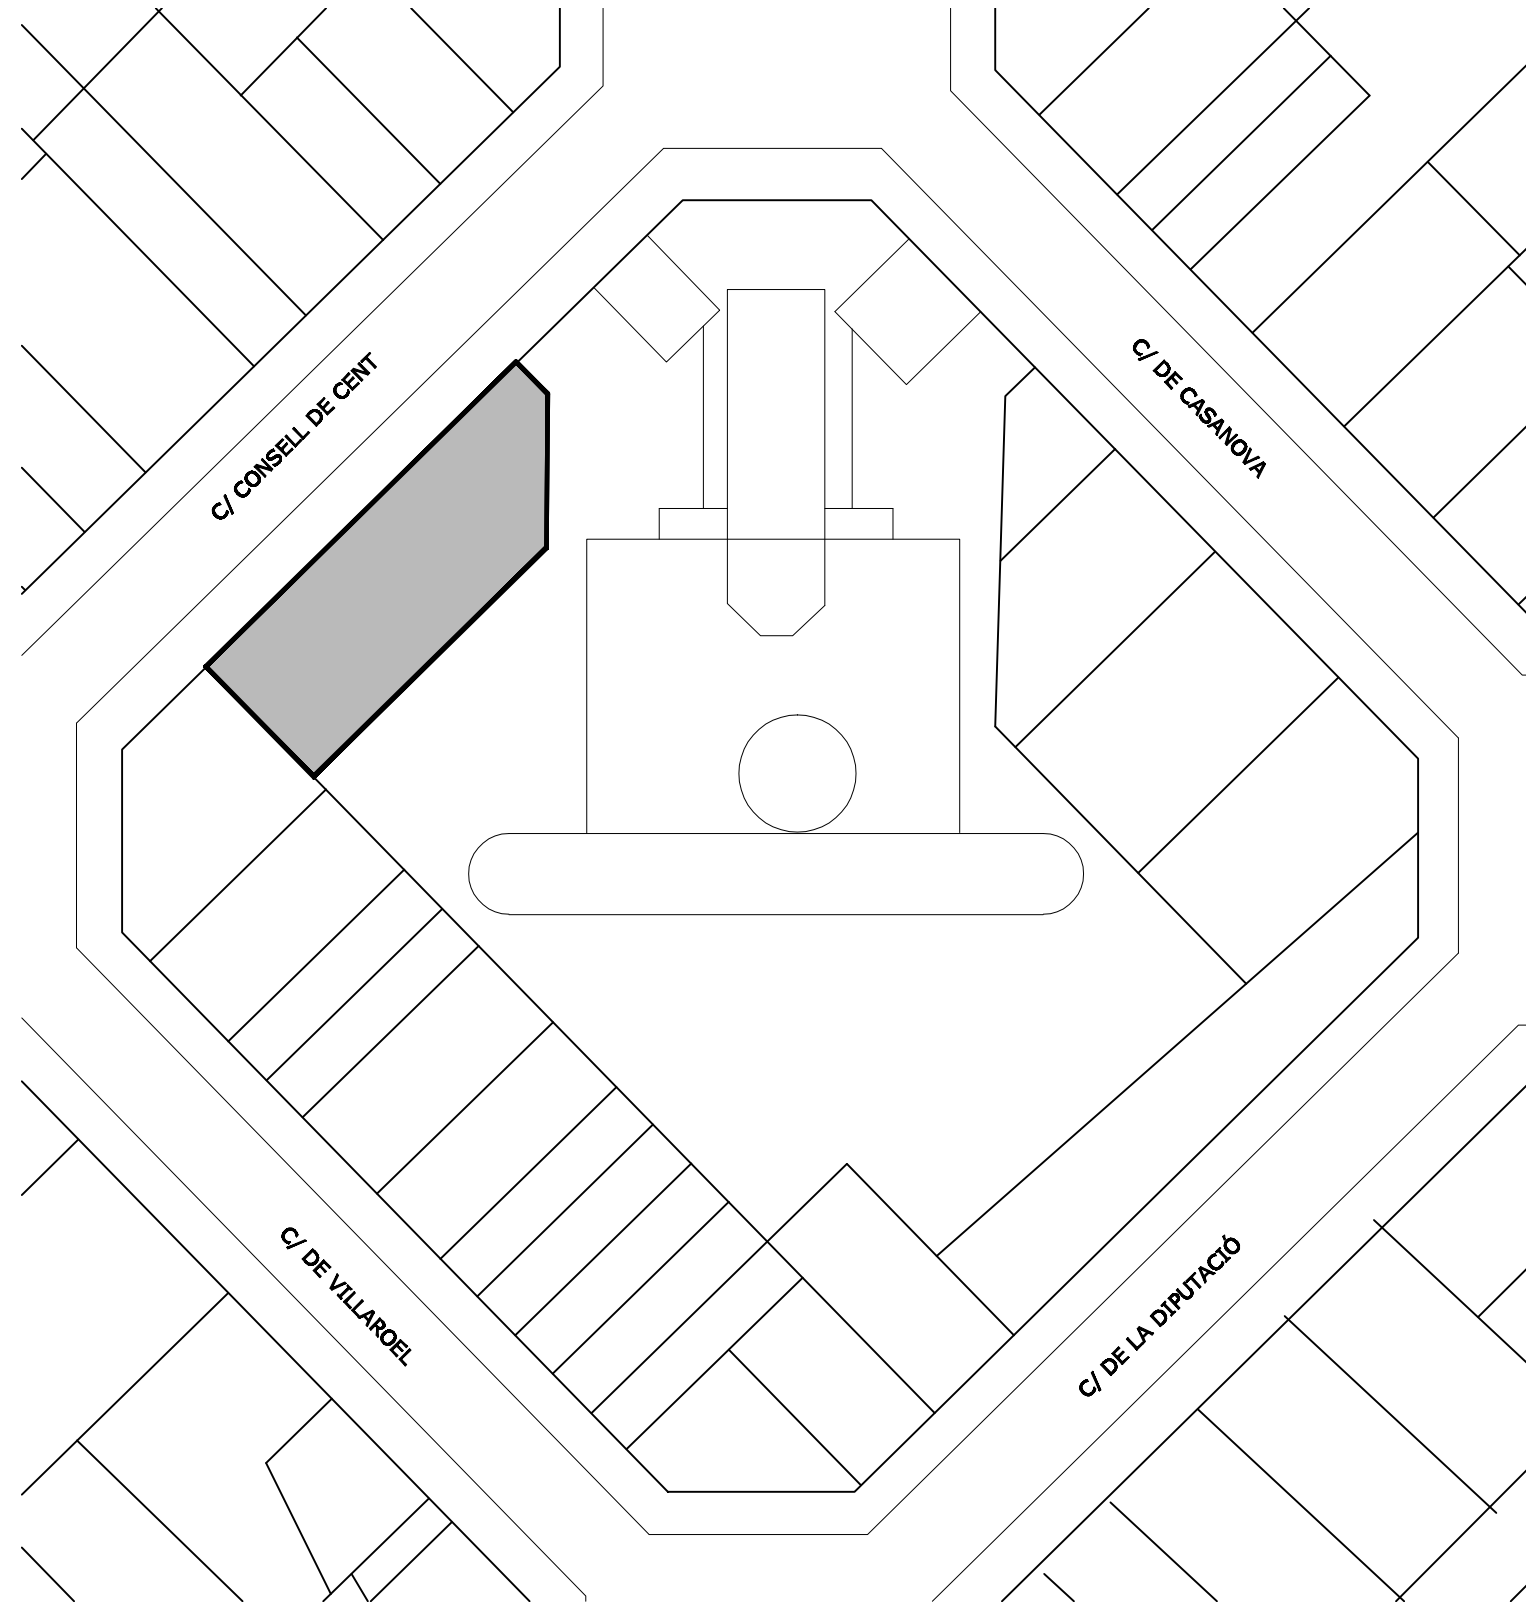 C/ CONSELL DE CENT
C/ DE CASANOVA
C/ DE VILLAROEL
C/ DE LA DIPUTACIÓ